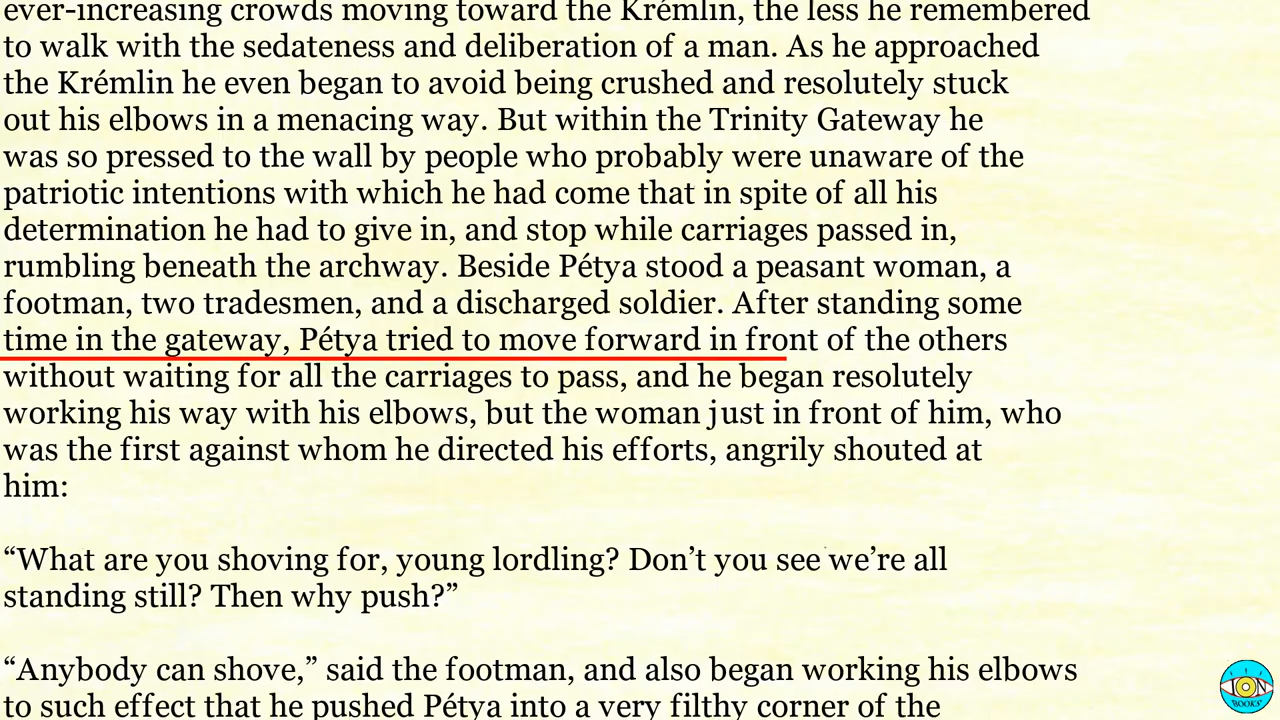 ever-increasing crowds moving toward the Krémlin, the less he remembered
to walk with the sedateness and deliberation of a man. As he approached
the Krémlin he even began to avoid being crushed and resolutely stuck
out his elbows in a menacing way. But within the Trinity Gateway he
was so pressed to the wall by people who probably were unaware of the
patriotic intentions with which he had come that in spite of all his
determination he had to give in, and stop while carriages passed in,
rumbling beneath the archway. Beside Pétya stood a peasant woman, a
footman, two tradesmen, and a discharged soldier. After standing some
time in the gateway, Pétya tried to move forward in front of the others
without waiting for all the carriages to pass, and he began resolutely
working his way with his elbows, but the woman just in front of him, who
was the first against whom he directed his efforts, angrily shouted at
him:
“What are you shoving for, young lordling? Don’t you see we’re all
standing still? Then why push?”
“Anybody can shove,” said the footman, and also began working his elbows
to such effect that he pushed Pétya into a very filthy corner of the
ION
BOOKS